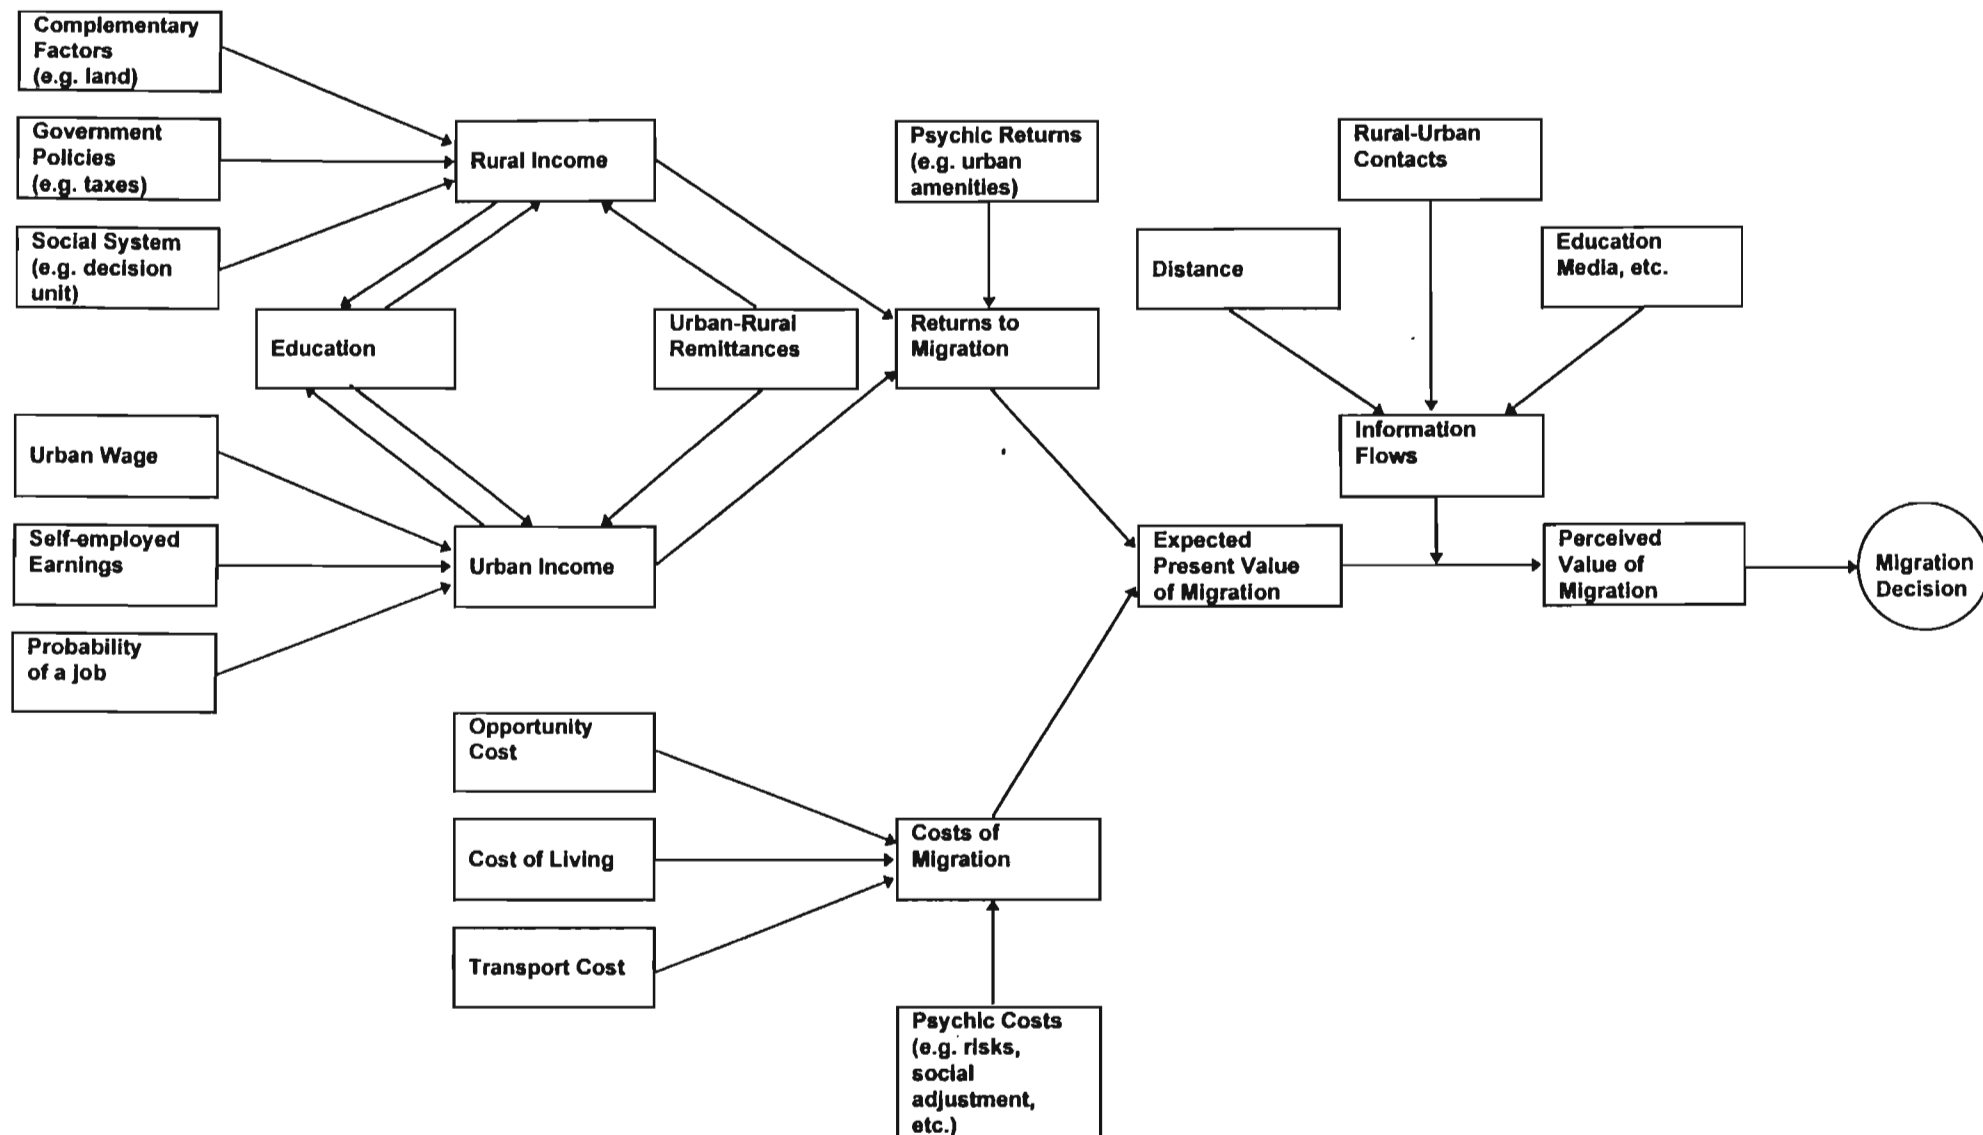 Complementary
Factors
(e.g. land)
Government
Policies
(e.g. taxes)
Social System
(e.g. decision
unit)
Rural Income
Psychic Returns
(e.g. urban
amenities)
Rural-Urban
Contacts
Distance
Education
Media, etc.
Education
Urban-Rural
Remittances
Returns to
Migration
Information
Flows
Urban Wage
Self-employed
Earnings
Probability
of a job
Urban Income
Expected
Present Value
of Migration
Perceived
Value of
Migration
Migration
Decision
Opportunity
Cost
Cost of Living
Transport Cost
Costs of
Migration
Psychic Costs
(e.g. risks,
social
adjustment,
etc.)